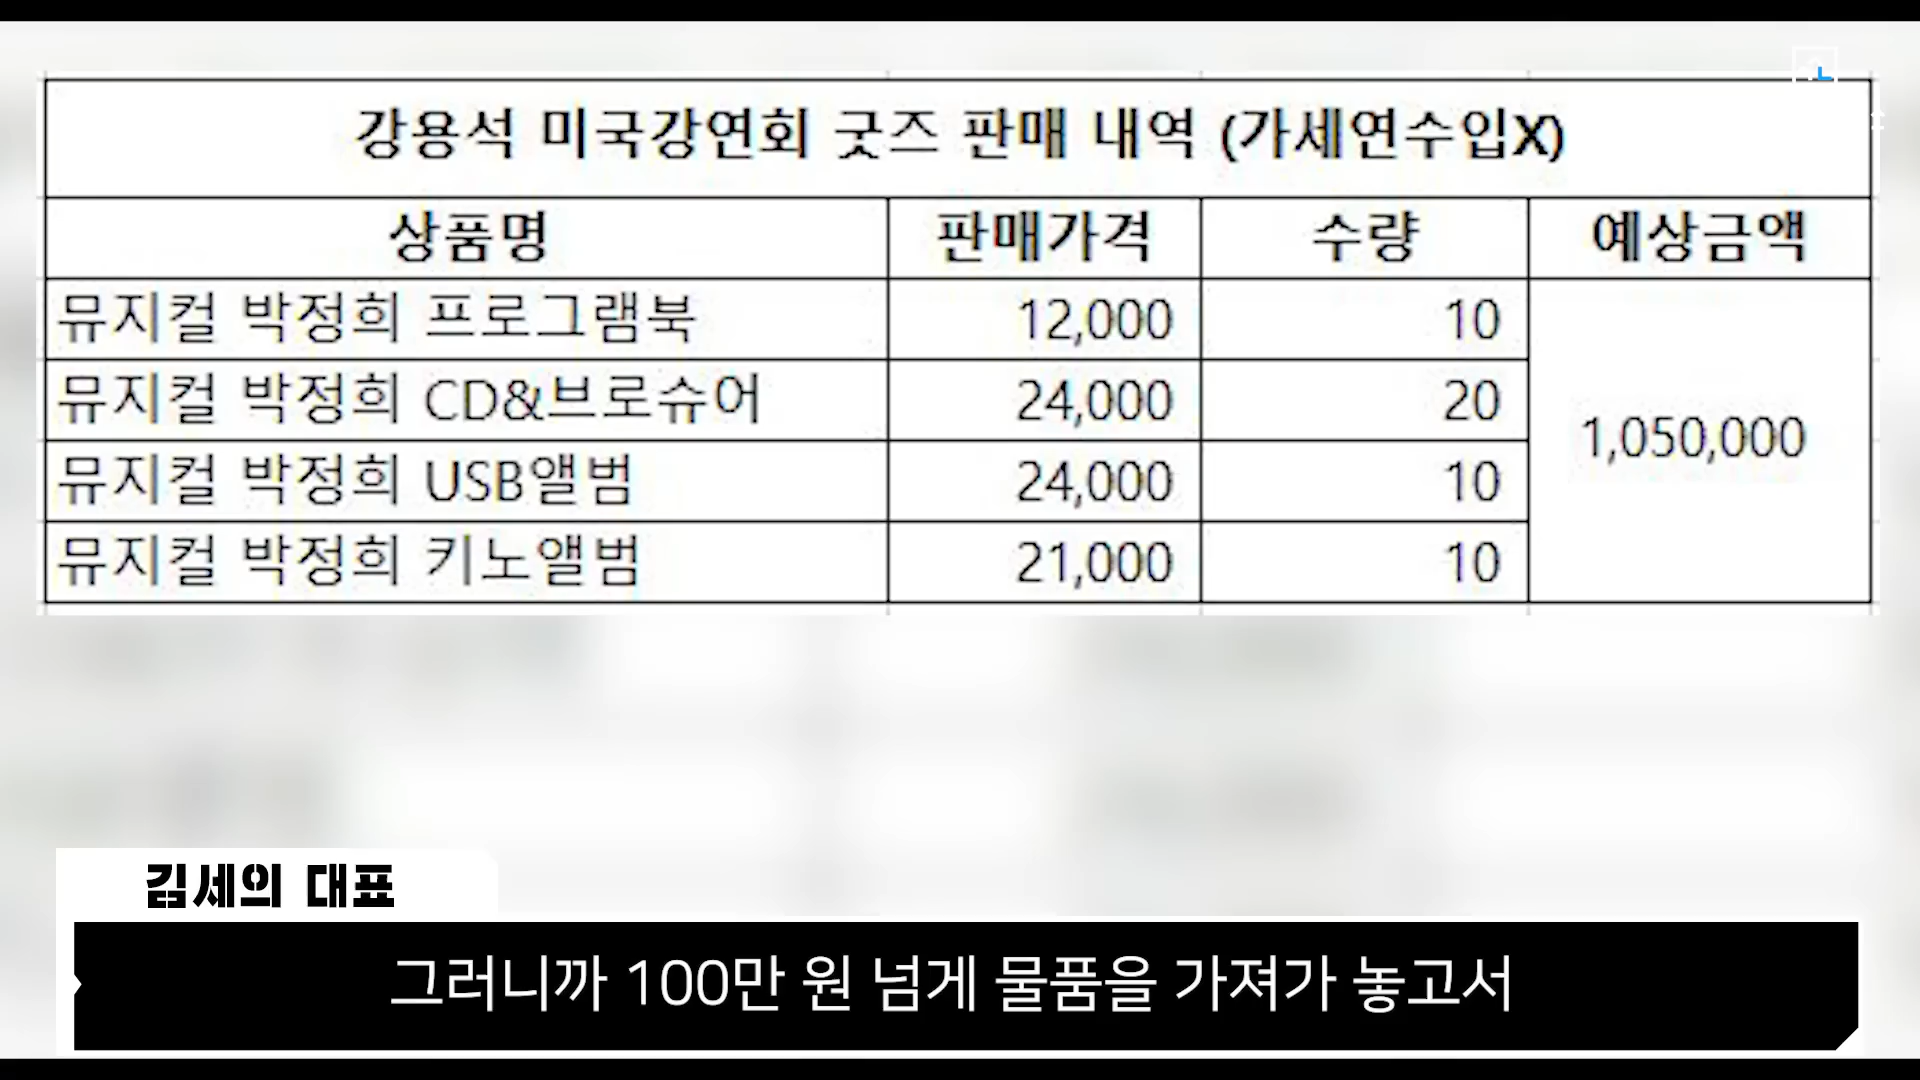 강용석 미국강연회 굿즈 판매 내역 (가세연수입X)
상품명 판매가격 수량 예상금액
뮤지컬 박정희 프로그램북 12,000 10
뮤지컬 박정희 CD&브로슈어 24,000 20
뮤지컬 박정희 USB앨범 24,000 10
뮤지컬 박정희 키노앨범 21,000 10
1,050,000
김세의 대표
그러니까 100만 원 넘게 물품을 가져가 놓고서